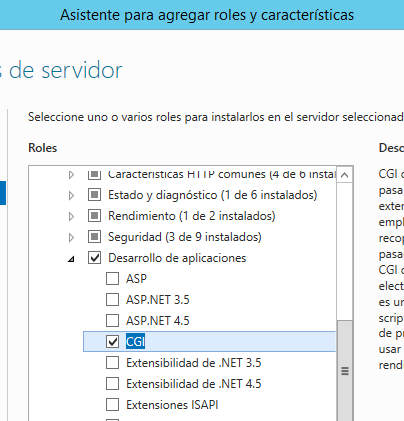 Asistente para agregar roles y características
s de servidor
Seleccione uno o varios roles para instalarlos en el servidor seleccionad
Roles
Desc
Características HTTP comunes (4 de 6 instal
Estado y diagnóstico (1 de 6 instalados)
Rendimiento (1 de 2 instalados)
Seguridad (3 de 9 instalados)
Desarrollo de aplicaciones
ASP
ASP.NET 3.5
ASP.NET 4.5
CGI
Extensibilidad de .NET 3.5
Extensibilidad de .NET 4.5
Extensiones ISAPI
CGI d
pasa
exter
empl
recop
pasa
CGI d
elect
es un
script
de pr
usar
rend